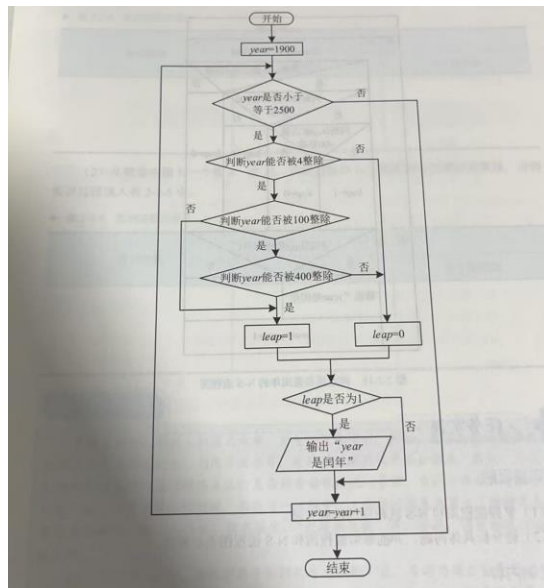 开始
year=1900
year是否小于
等于2500
否
是
判断year能否被4整除
否
是
否
判断year能否被100整除
是
判断year能否被400整除
否
是
leap=1
leap=0
leap是否为1
是
否
输出“year
是闰年”
year=year+1
结束